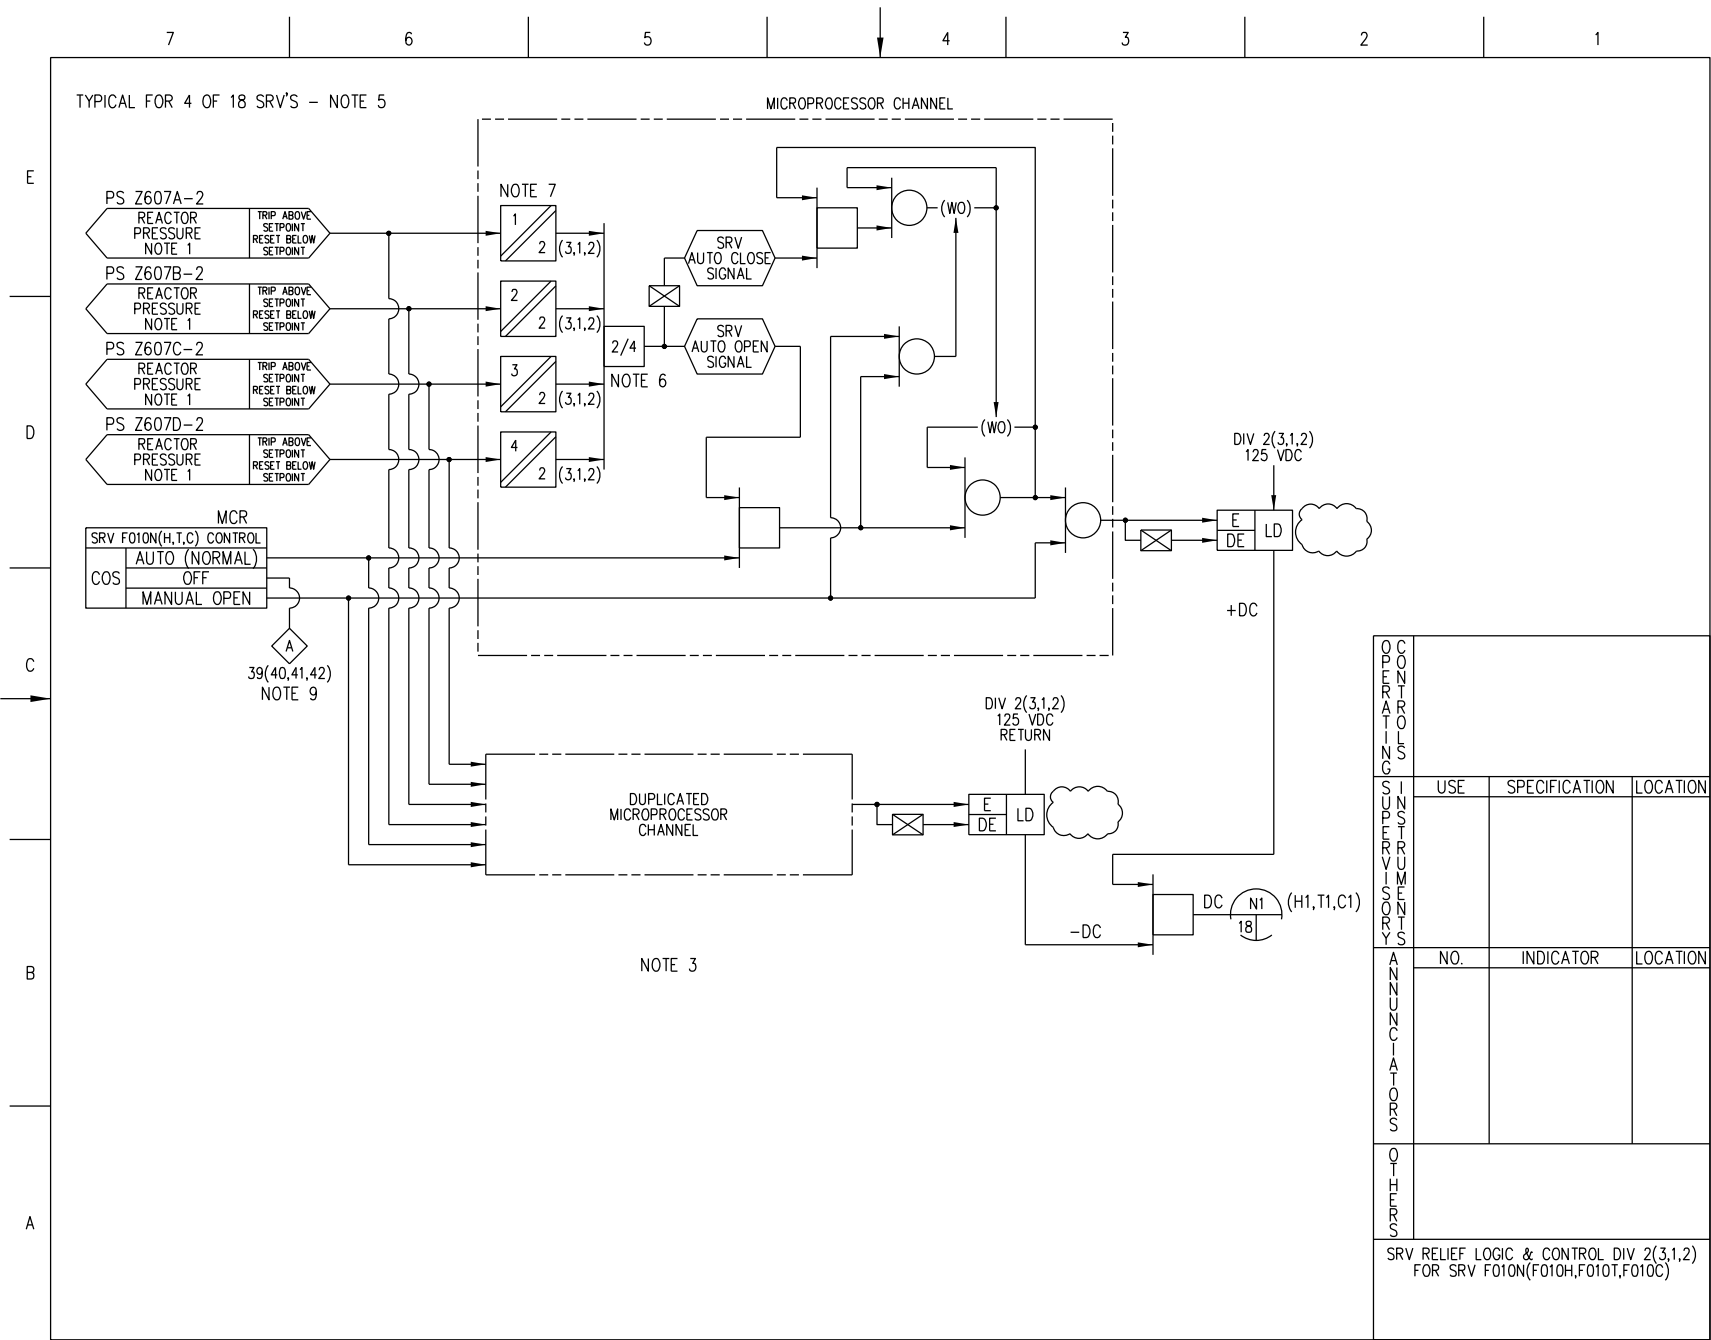 7 6 5 4 3 2 1
TYPICAL FOR 4 OF 18 SRV'S – NOTE 5
MICROPROCESSOR CHANNEL
E
PS Z607A-2
REACTOR
PRESSURE
NOTE 1
TRIP ABOVE
SETPOINT
RESET BELOW
SETPOINT
NOTE 7
1
2
(3,1,2)
PS Z607B-2
REACTOR
PRESSURE
NOTE 1
TRIP ABOVE
SETPOINT
RESET BELOW
SETPOINT
2
2
(3,1,2)
PS Z607C-2
REACTOR
PRESSURE
NOTE 1
TRIP ABOVE
SETPOINT
RESET BELOW
SETPOINT
3
2
(3,1,2)
D
PS Z607D-2
REACTOR
PRESSURE
NOTE 1
TRIP ABOVE
SETPOINT
RESET BELOW
SETPOINT
4
2
(3,1,2)
2/4
NOTE 6
SRV
AUTO CLOSE
SIGNAL
SRV
AUTO OPEN
SIGNAL
(WO)
(WO)
MCR
SRV F010N(H,T,C) CONTROL
COS
AUTO (NORMAL)
OFF
MANUAL OPEN
A
39(40,41,42)
NOTE 9
DIV 2(3,1,2)
125 VDC
E
DE
LD
+DC
C
DIV 2(3,1,2)
125 VDC
RETURN
DUPLICATED
MICROPROCESSOR
CHANNEL
E
DE
LD
-DC
DC
N1
18
(H1,T1,C1)
B
NOTE 3
A
OPERATING
CONTROLS
SUPERVISORY
INSTRUMENTS
USE SPECIFICATION LOCATION
ANNUNCIATORS
NO. INDICATOR LOCATION
OTHERS
SRV RELIEF LOGIC & CONTROL DIV 2(3,1,2)
FOR SRV F010N(F010H,F010T,F010C)